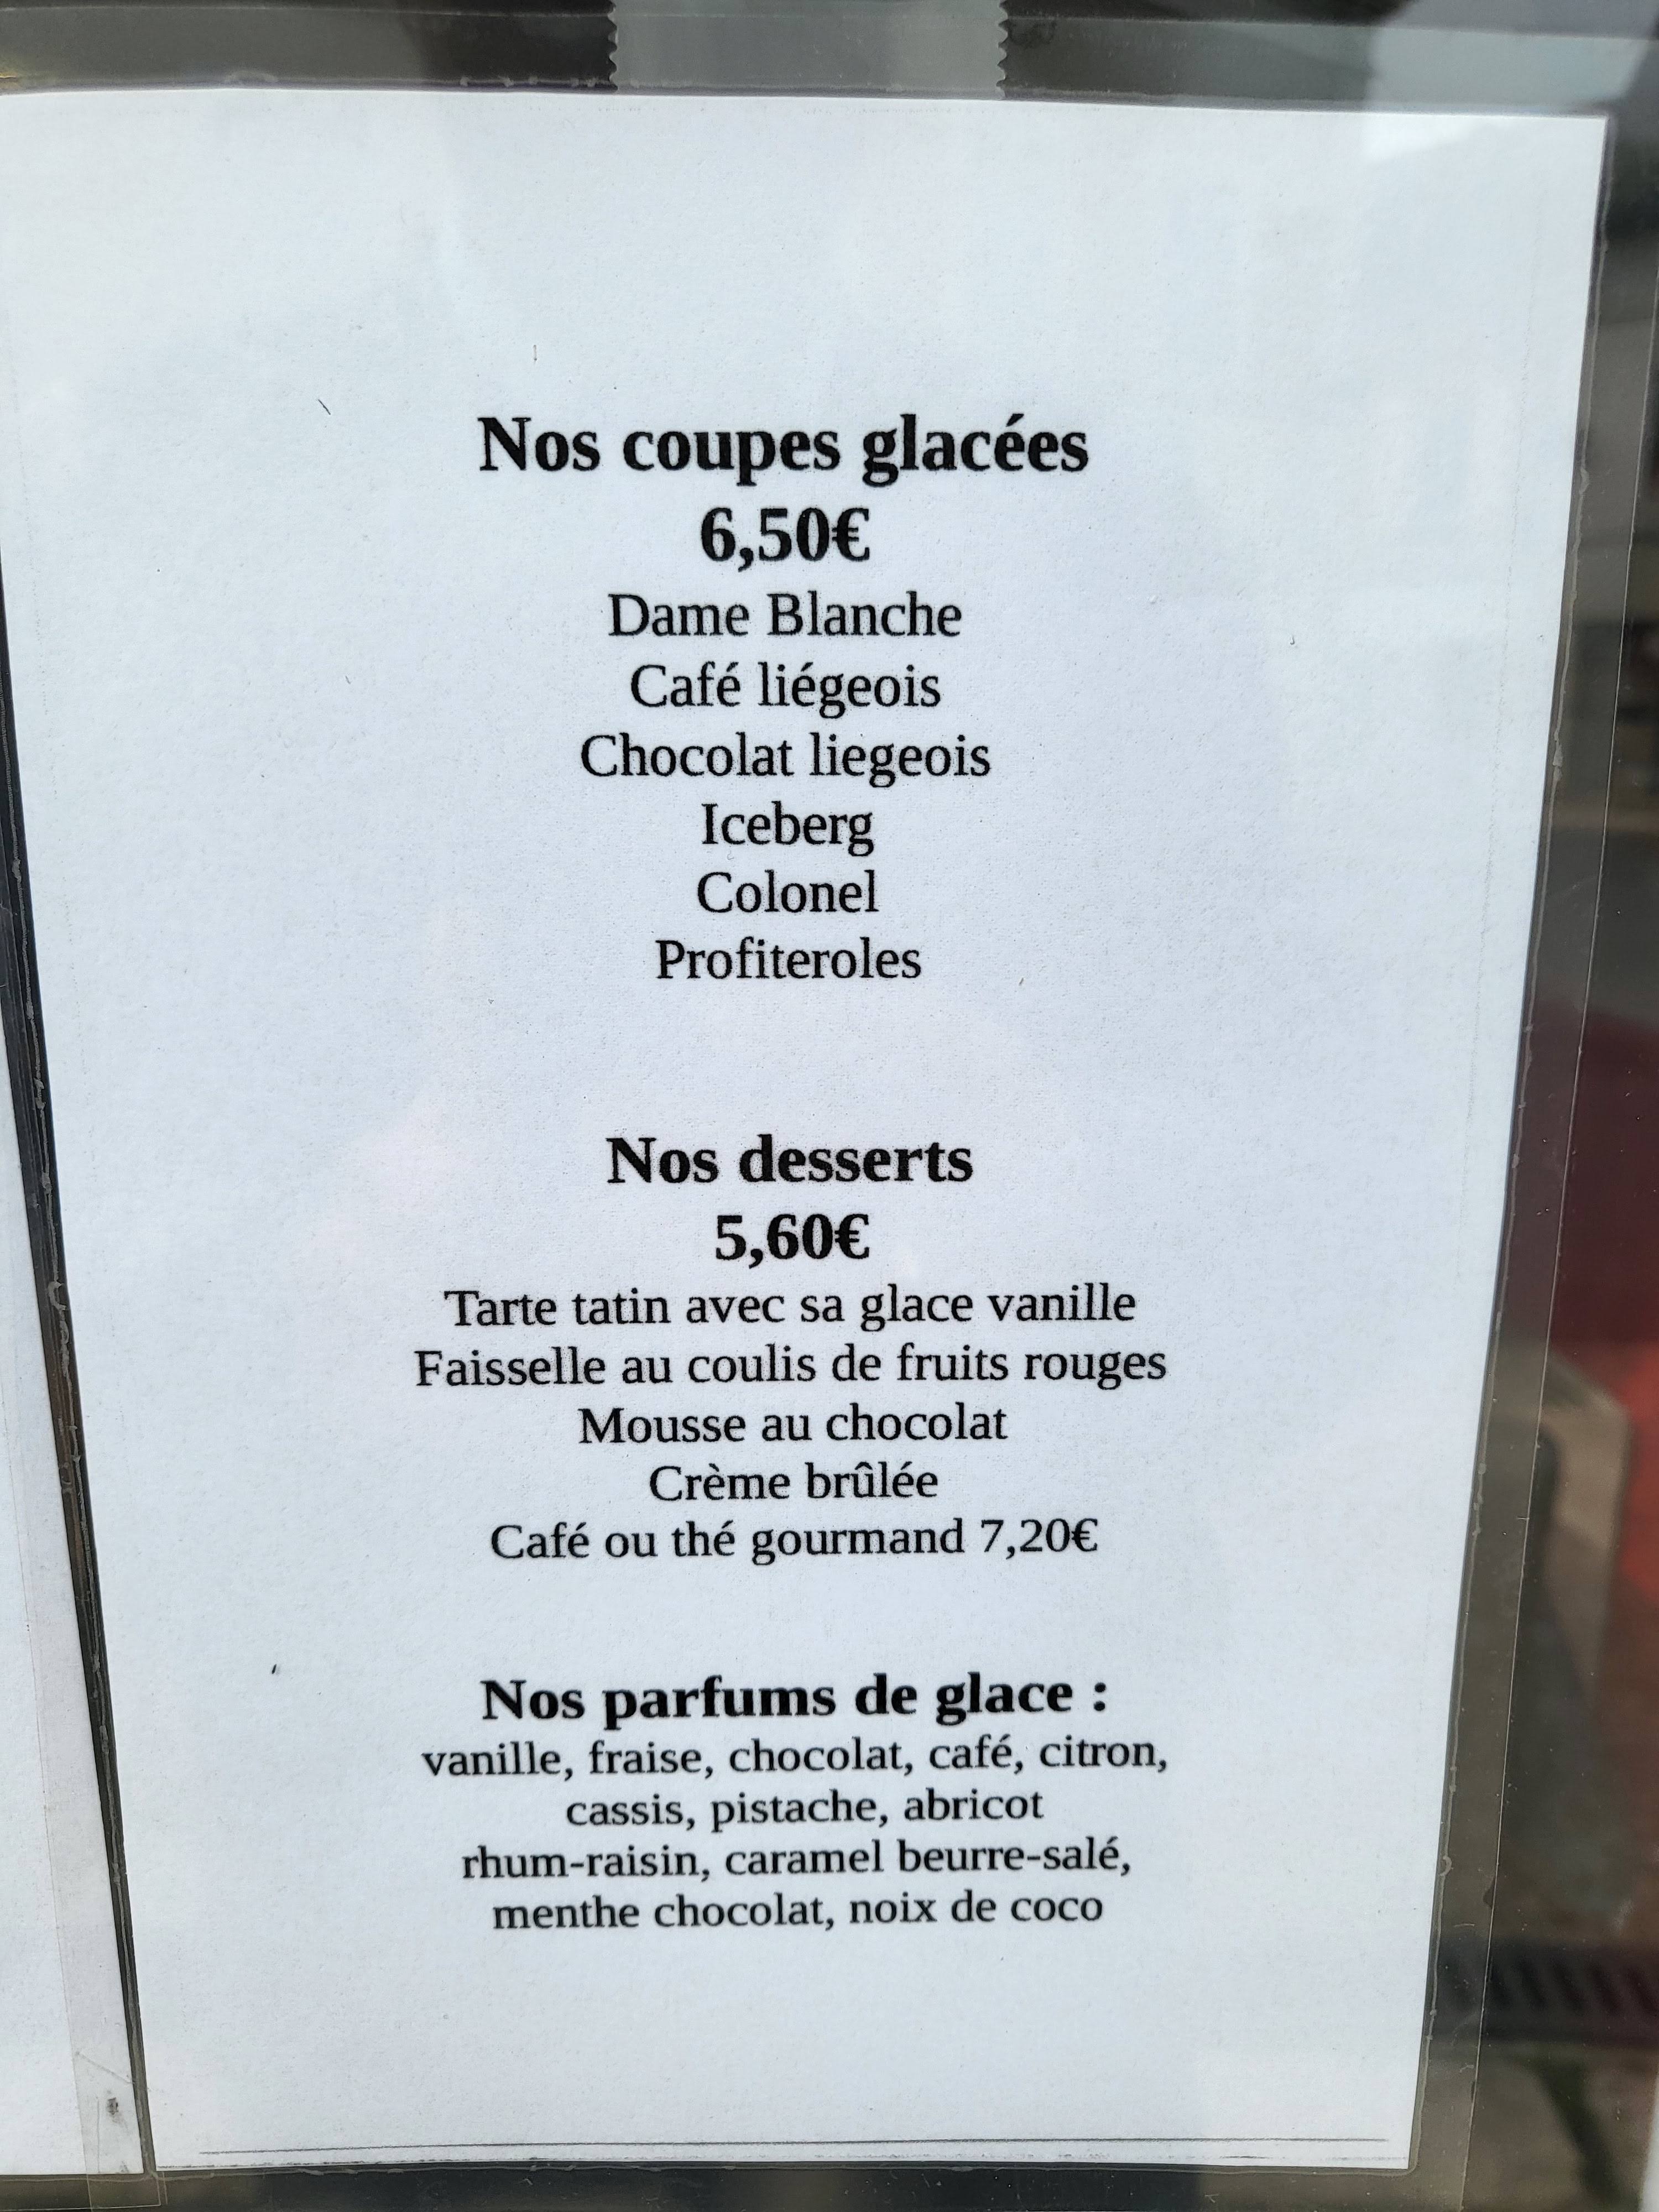 Nos coupes glacées
6,50€
Dame Blanche
Café liégeois
Chocolat liegeois
Iceberg
Colonel
Profiteroles
Nos desserts
5,60€
Tarte tatin avec sa glace vanille
Faisselle au coulis de fruits rouges
Mousse au chocolat
Crème brûlée
Café ou thé gourmand 7,20€
Nos parfums de glace :
vanille, fraise, chocolat, café, citron,
cassis, pistache, abricot
rhum-raisin, caramel beurre-salé,
menthe chocolat, noix de coco